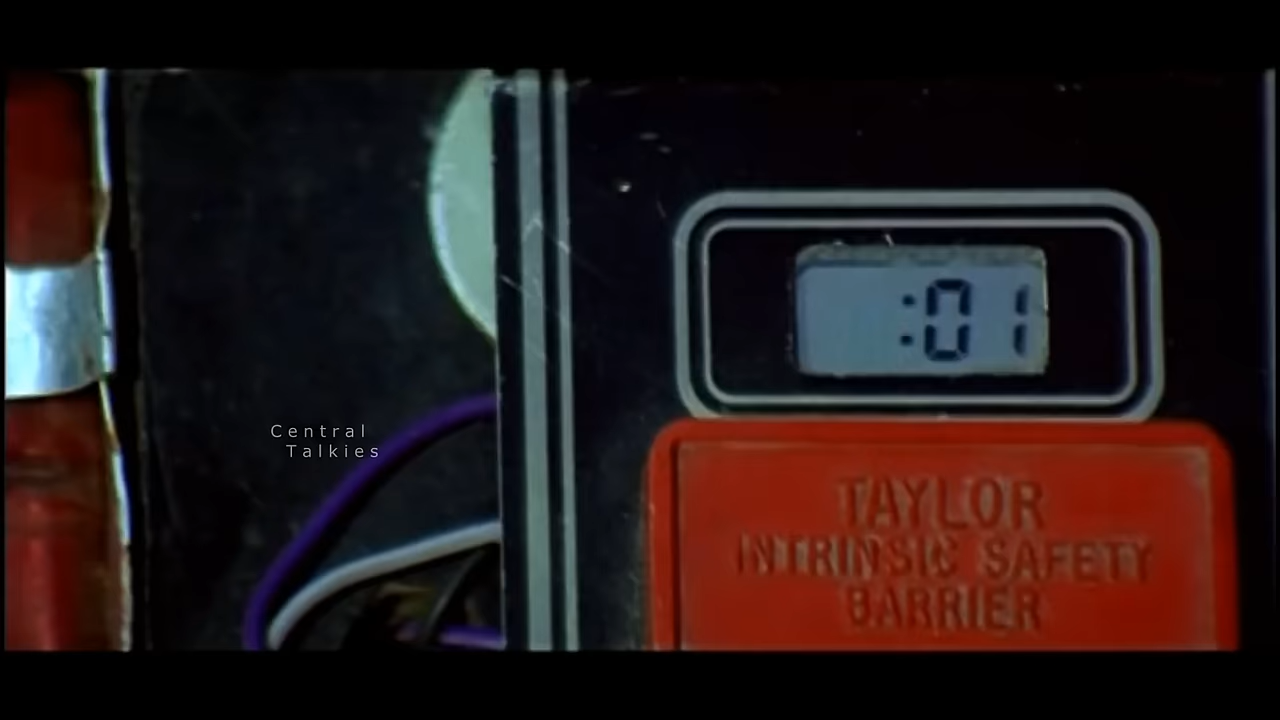 :01
Central
Talkies
TAYLOR
INTRINSIC SAFETY
BARRIER